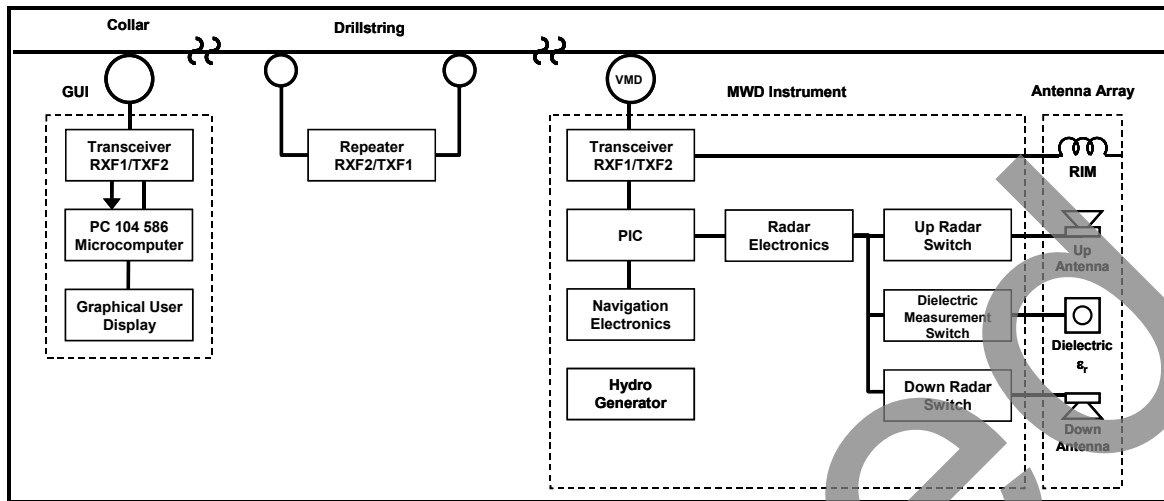 Collar
Drillstring
GUI
VMD
MWD Instrument
Antenna Array
Transceiver
RXF1/TXF2
Repeater
RXF2/TXF1
Transceiver
RXF1/TXF2
RIM
PC 104 586
Microcomputer
PIC
Radar
Electronics
Up Radar
Switch
Up
Antenna
Graphical User
Display
Navigation
Electronics
Dielectric
Measurement
Switch
Dielectric
εr
Hydro
Generator
Down Radar
Switch
Down
Antenna